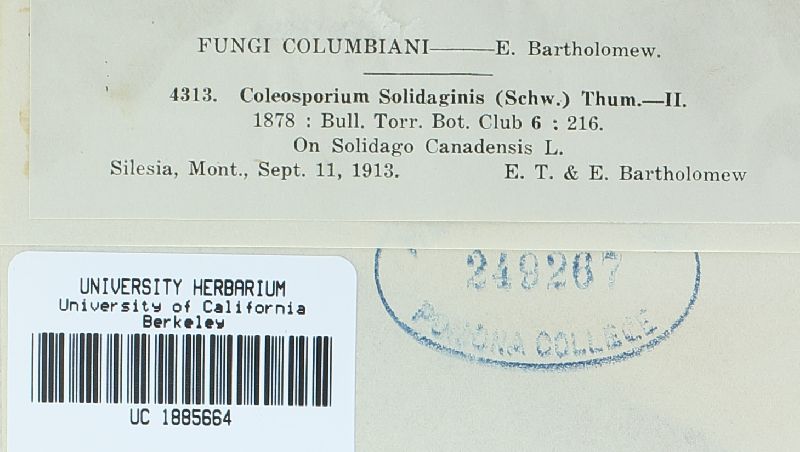 FUNGI COLUMBIANI——E. Bartholomew.
4313. Coleosporium Solidaginis (Schw.) Thum.—II.
1878 : Bull. Torr. Bot. Club 6 : 216.
On Solidago Canadensis L.
Silesia, Mont., Sept. 11, 1913. E. T. & E. Bartholomew
UNIVERSITY HERBARIUM
University of California
Berkeley
UC 1885664
249267
POMONA COLLEGE